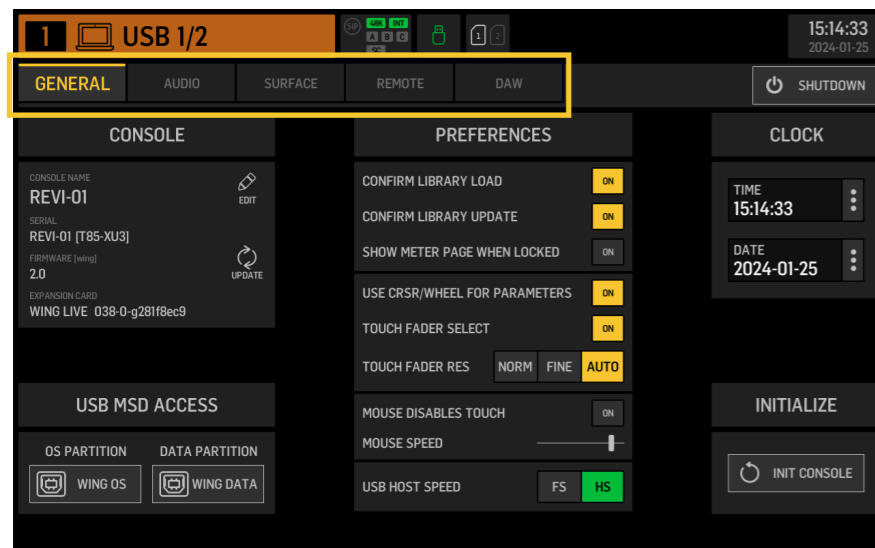 1 USB 1/2
SIP 48K INT
A B C
SC
1 2
15:14:33
2024-01-25
GENERAL AUDIO SURFACE REMOTE DAW
SHUTDOWN
CONSOLE
CONSOLE NAME
REVI-01
EDIT
SERIAL
REVI-01 [T85-XU3]
FIRMWARE [wing]
2.0
UPDATE
EXPANSION CARD
WING LIVE 038-0-g281f8ec9
USB MSD ACCESS
OS PARTITION DATA PARTITION
WING OS WING DATA
PREFERENCES
CONFIRM LIBRARY LOAD ON
CONFIRM LIBRARY UPDATE ON
SHOW METER PAGE WHEN LOCKED ON
USE CRSR/WHEEL FOR PARAMETERS ON
TOUCH FADER SELECT ON
TOUCH FADER RES NORM FINE AUTO
MOUSE DISABLES TOUCH ON
MOUSE SPEED
USB HOST SPEED FS HS
CLOCK
TIME
15:14:33
DATE
2024-01-25
INITIALIZE
INIT CONSOLE